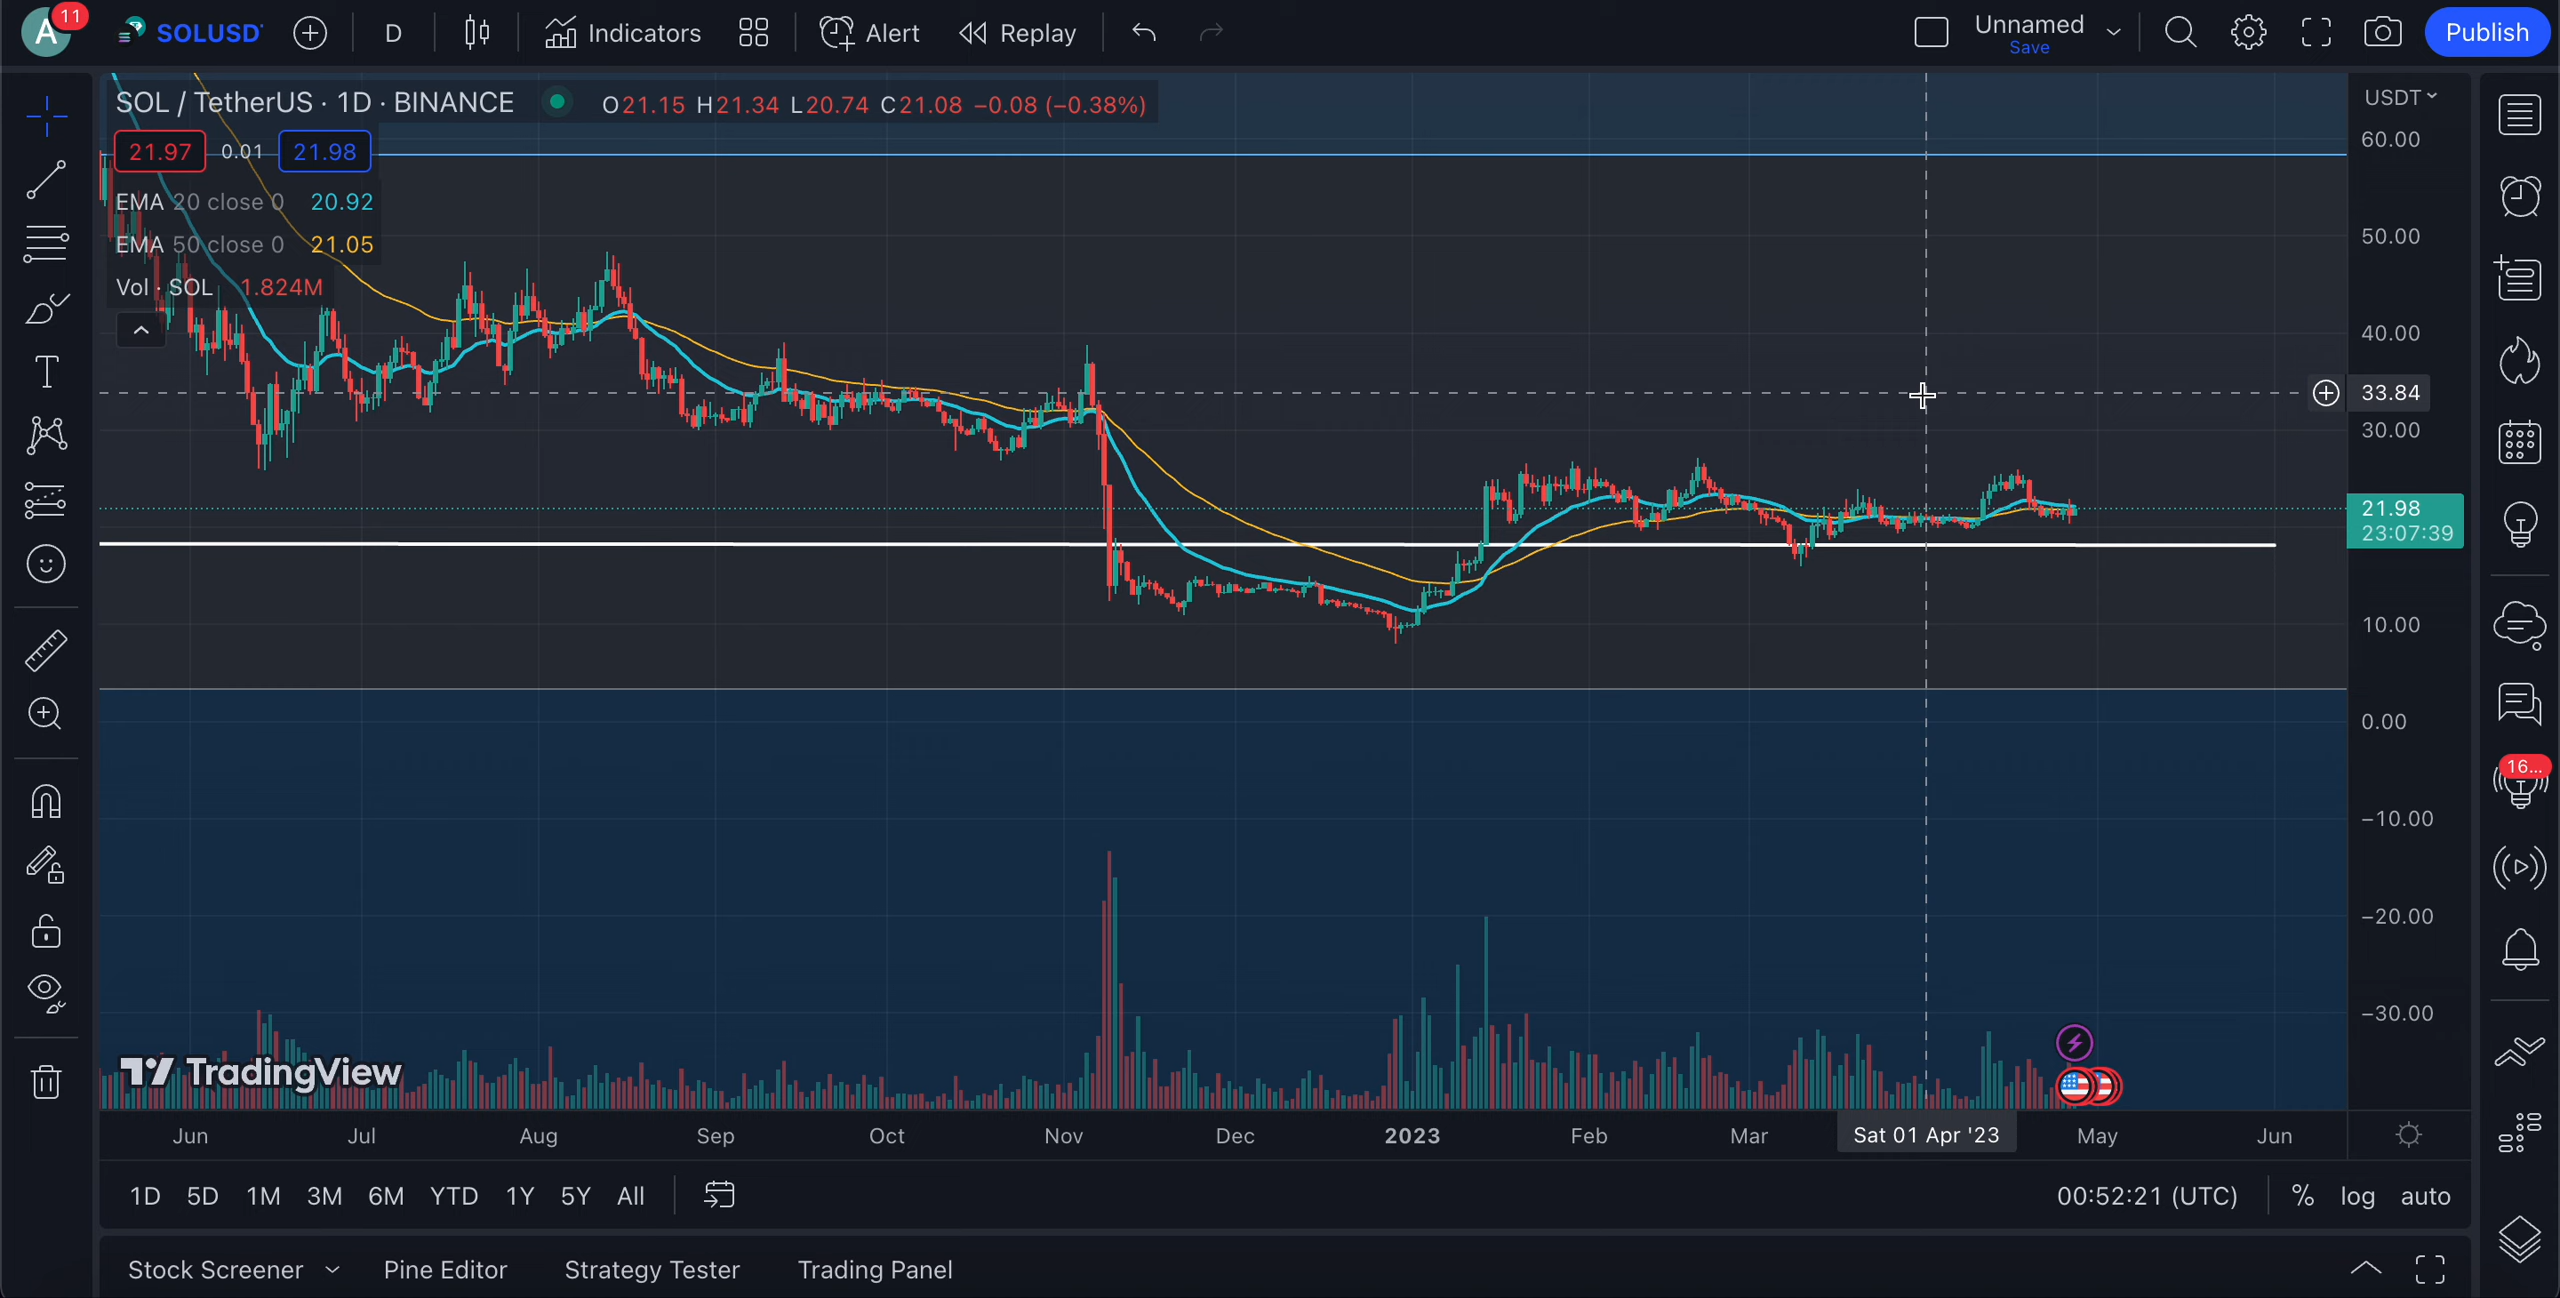 A 11 SOLUSD D Indicators Alert Replay Unnamed Save Publish
SOL / TetherUS · 1D · BINANCE O21.15 H21.34 L20.74 C21.08 −0.08 (−0.38%)
USDT
21.97 0.01 21.98
EMA 20 close 0 20.92
EMA 50 close 0 21.05
Vol · SOL 1.824M
60.00
50.00
40.00
33.84
30.00
21.98
23:07:39
10.00
0.00
−10.00
−20.00
−30.00
16...
T
TradingView
Jun Jul Aug Sep Oct Nov Dec 2023 Feb Mar Sat 01 Apr '23 May Jun
1D 5D 1M 3M 6M YTD 1Y 5Y All 00:52:21 (UTC) % log auto
Stock Screener Pine Editor Strategy Tester Trading Panel